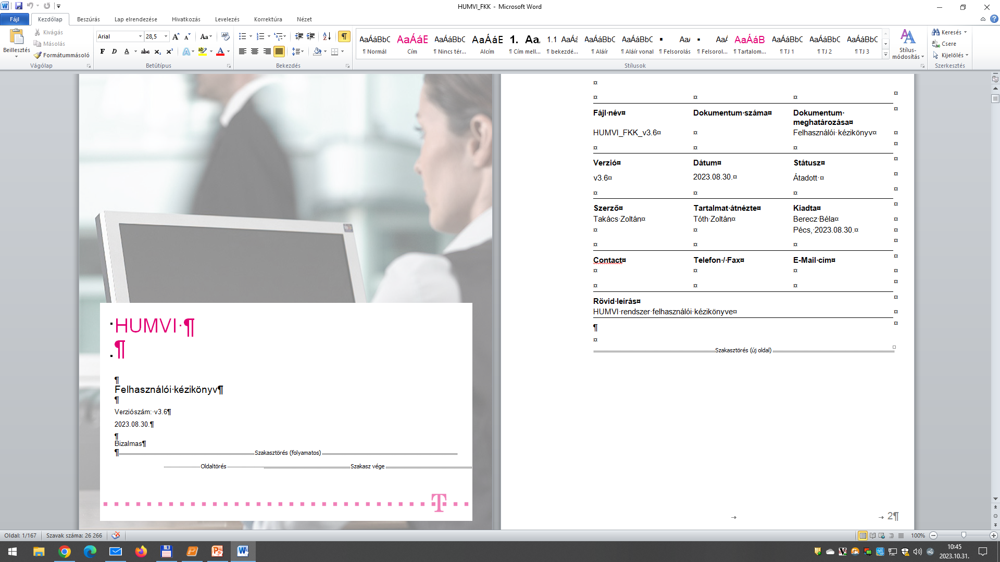 HUMVI_FKK - Microsoft Word
Fájl
Kezdőlap
Beszúrás
Lap elrendezése
Hivatkozás
Levelezés
Korrektúra
Nézet
Beillesztés
Kivágás
Másolás
Formátummásoló
Vágólap
Arial
28,5
Betűtípus
Bekezdés
AaÁáBbC AaÁáB AaÁáBbC AaÁáE 1. Aa. 1.1 AaÁá AaÁáBbC AaÁáBbC ▪ AaÁ ▪ AaÁ AaÁáB AaÁáBbC AaÁáBbC AaÁáBbC
¶ Normál Cím ¶ Nincs tér... Alcím ¶ Cím mell... ¶ bekezdé... ¶ Aláír ¶ Aláír vonal ¶ Felsorolás ¶ Felsorol... ¶ Tartalom... ¶ TJ 1 ¶ TJ 2 ¶ TJ 3
Stílusok
Stílus-
módosítás
Keresés
Csere
Kijelölés
Szerkesztés
HUMVI·¶
¶
¶
Felhasználói·kézikönyv¶
¶
Verziószám:·v3.6¶
2023.08.30.¶
¶
Bizalmas¶
¶ Szakasztörés (folyamatos)
Oldaltörés Szakasz vége
T
Fájl·név¤ Dokumentum·száma¤ Dokumentum·
meghatározása¤
HUMVI_FKK_v3.6¤ ¤ Felhasználói·kézikönyv¤
Verzió¤ Dátum¤ Státusz¤
v3.6¤ 2023.08.30.¤ Átadott·¤
Szerző¤ Tartalmat·átnézte¤ Kiadta¤
Takács·Zoltán¤ Tóth·Zoltán¤ Berecz·Béla¤
¤ ¤ Pécs,·2023.08.30.¤
Contact¤ Telefon·/·Fax¤ E-Mail·cím¤
Rövid·leírás¤
HUMVI·rendszer·felhasználói·kézikönyve¤
¶
¤
Szakasztörés (új oldal)
→ → 2¶
Oldal: 1/167
Szavak száma: 26 266
100%
10:45
2023.10.31.